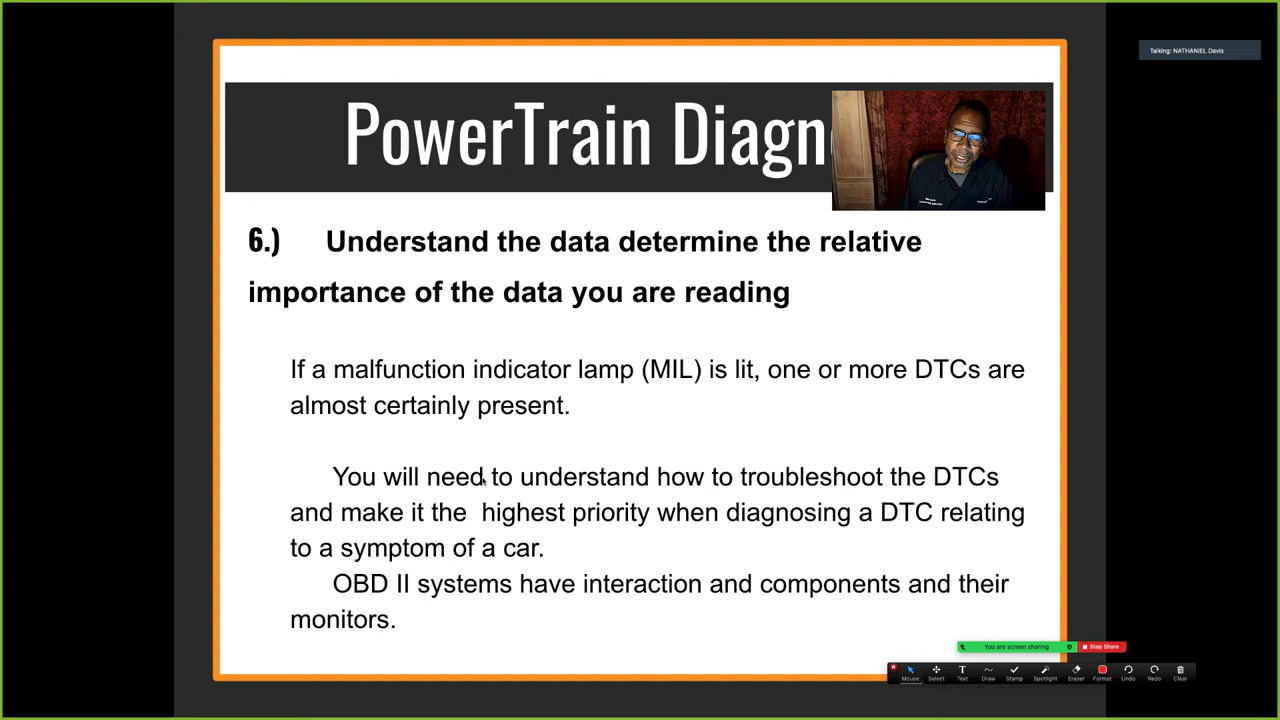 Talking: NATHANIEL Davis
PowerTrain Diagn
6.) Understand the data determine the relative
importance of the data you are reading
If a malfunction indicator lamp (MIL) is lit, one or more DTCs are
almost certainly present.
You will need to understand how to troubleshoot the DTCs
and make it the highest priority when diagnosing a DTC relating
to a symptom of a car.
OBD II systems have interaction and components and their
monitors.
You are screen sharing Stop Share
Mouse Select Text Draw Stamp Spotlight Eraser Format Undo Redo Clear